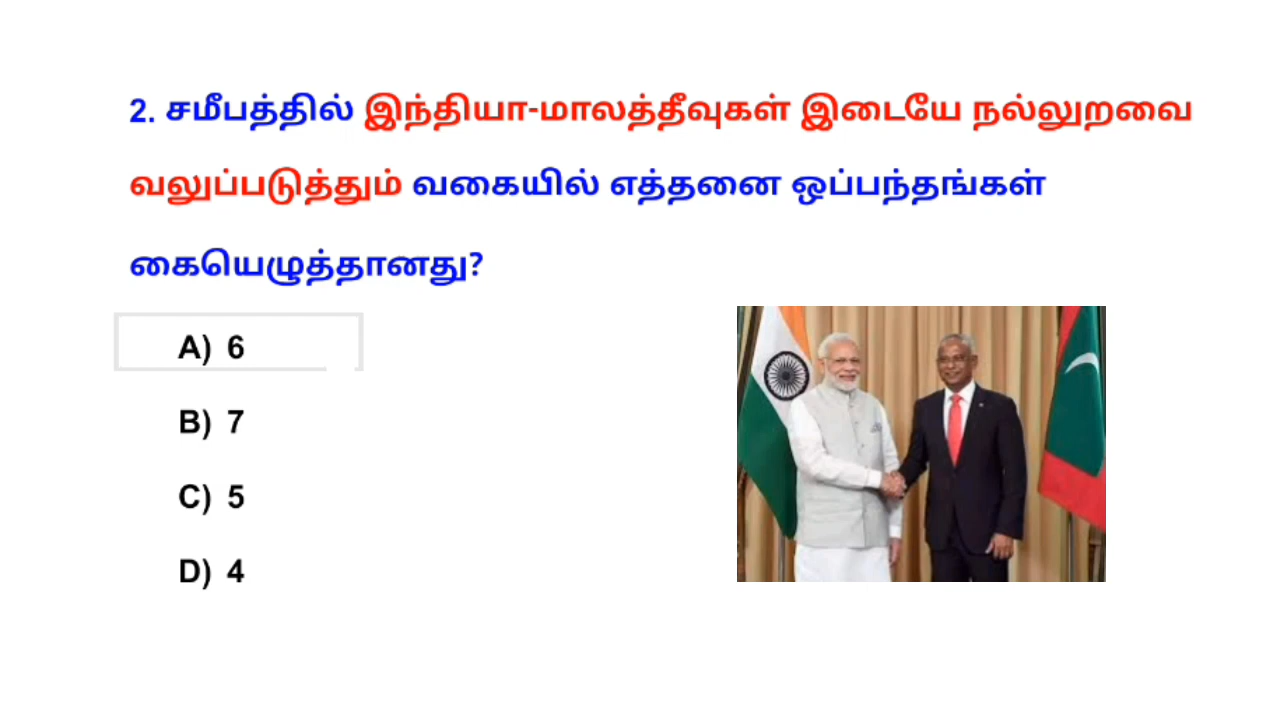 2. சமீபத்தில் இந்தியா-மாலத்தீவுகள் இடையே நல்லுறவை
வலுப்படுத்தும் வகையில் எத்தனை ஒப்பந்தங்கள்
கையெழுத்தானது?
A) 6
B) 7
C) 5
D) 4